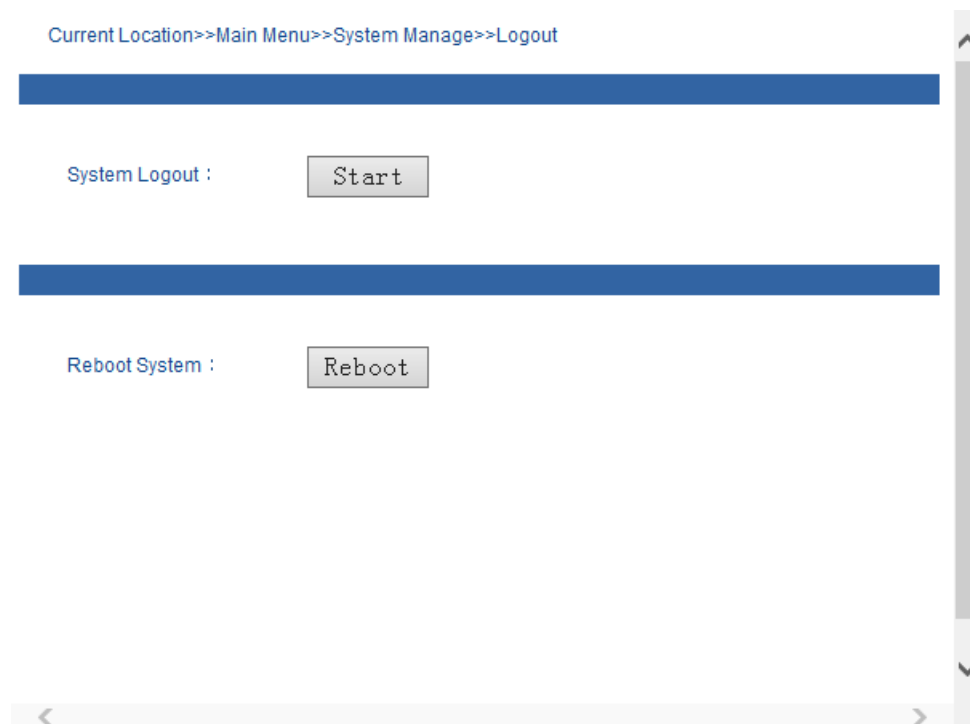 Current Location>>Main Menu>>System Manage>>Logout
System Logout： Start
Reboot System： Reboot